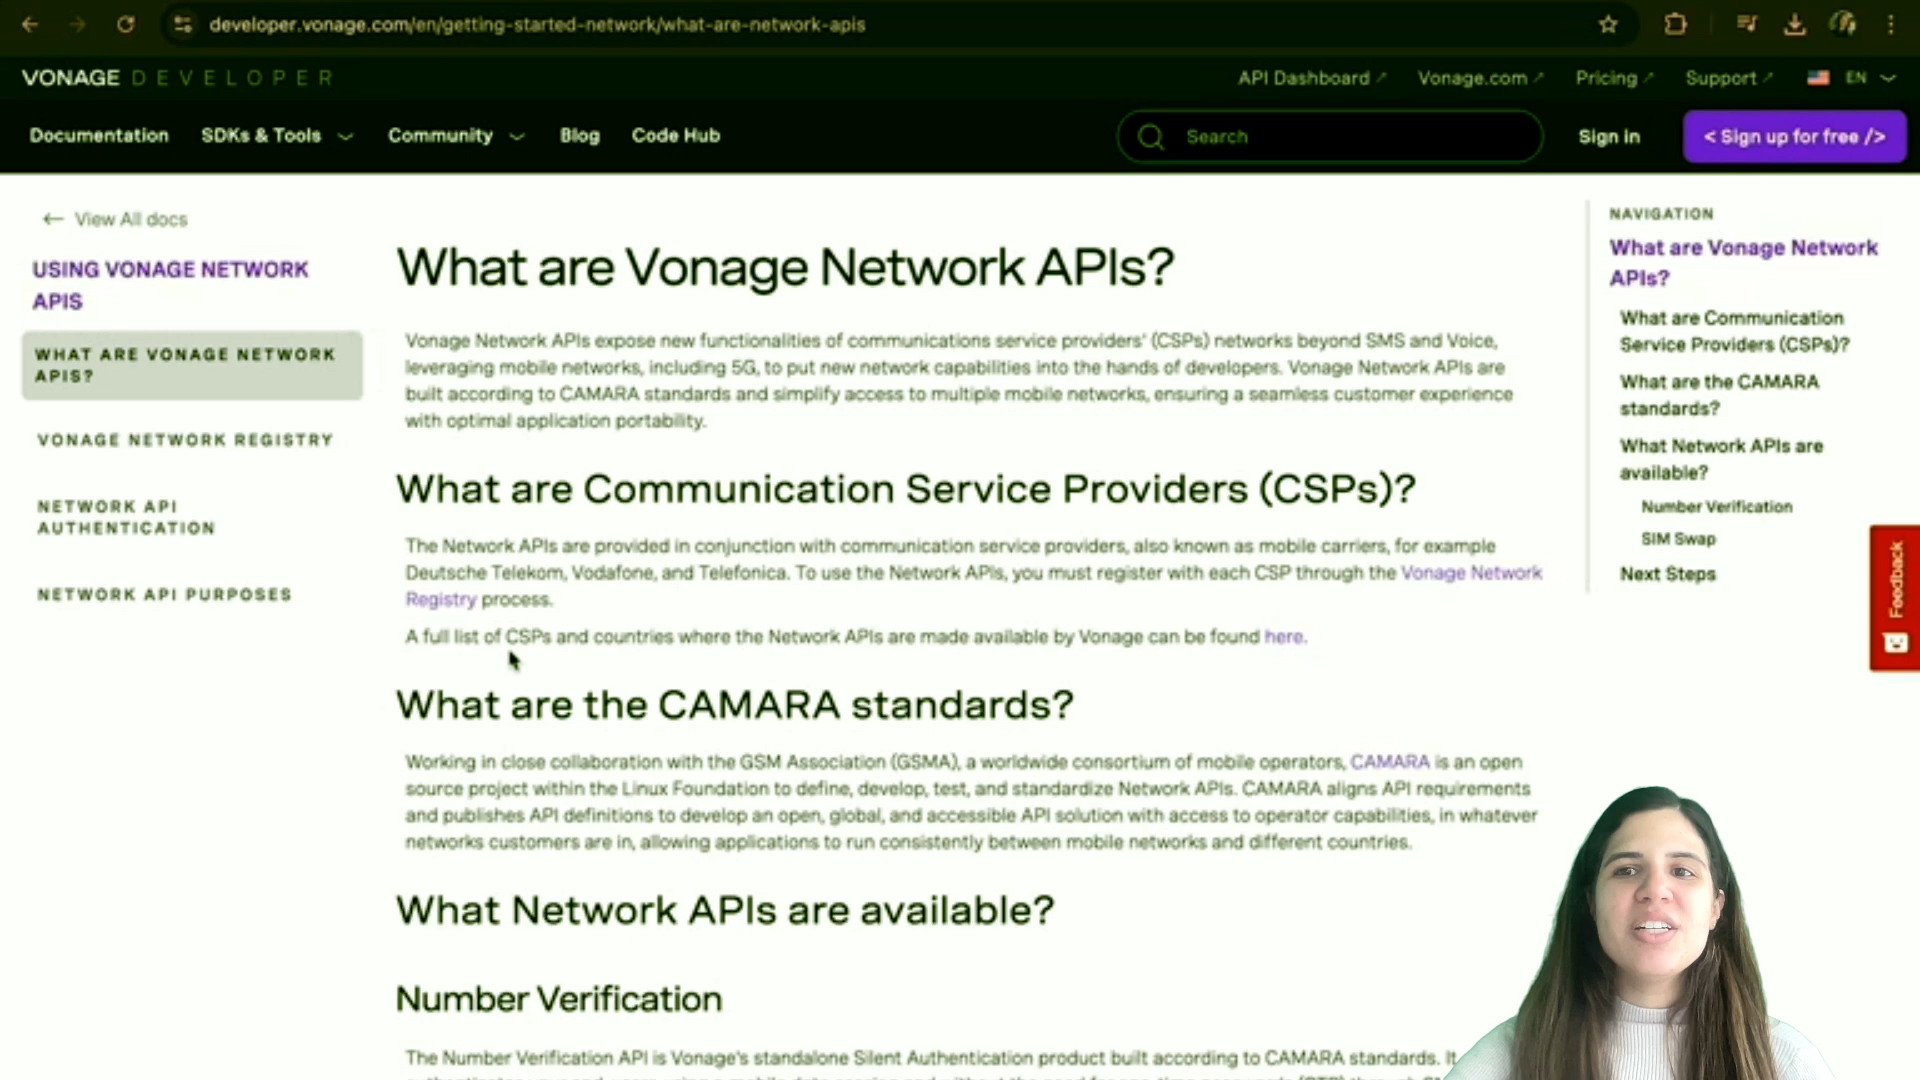 developer.vonage.com/en/getting-started-network/what-are-network-apis
VONAGE DEVELOPER
API Dashboard
Vonage.com
Pricing
Support
EN
Documentation
SDKs & Tools
Community
Blog
Code Hub
Search
Sign in
< Sign up for free />
← View All docs
USING VONAGE NETWORK
APIS
WHAT ARE VONAGE NETWORK
APIS?
VONAGE NETWORK REGISTRY
NETWORK API
AUTHENTICATION
NETWORK API PURPOSES
What are Vonage Network APIs?
Vonage Network APIs expose new functionalities of communications service providers' (CSPs) networks beyond SMS and Voice,
leveraging mobile networks, including 5G, to put new network capabilities into the hands of developers. Vonage Network APIs are
built according to CAMARA standards and simplify access to multiple mobile networks, ensuring a seamless customer experience
with optimal application portability.
What are Communication Service Providers (CSPs)?
The Network APIs are provided in conjunction with communication service providers, also known as mobile carriers, for example
Deutsche Telekom, Vodafone, and Telefonica. To use the Network APIs, you must register with each CSP through the Vonage Network
Registry process.
A full list of CSPs and countries where the Network APIs are made available by Vonage can be found here.
What are the CAMARA standards?
Working in close collaboration with the GSM Association (GSMA), a worldwide consortium of mobile operators, CAMARA is an open
source project within the Linux Foundation to define, develop, test, and standardize Network APIs. CAMARA aligns API requirements
and publishes API definitions to develop an open, global, and accessible API solution with access to operator capabilities, in whatever
networks customers are in, allowing applications to run consistently between mobile networks and different countries.
What Network APIs are available?
Number Verification
The Number Verification API is Vonage's standalone Silent Authentication product built according to CAMARA standards. It
NAVIGATION
What are Vonage Network
APIs?
What are Communication
Service Providers (CSPs)?
What are the CAMARA
standards?
What Network APIs are
available?
Number Verification
SIM Swap
Next Steps
Feedback